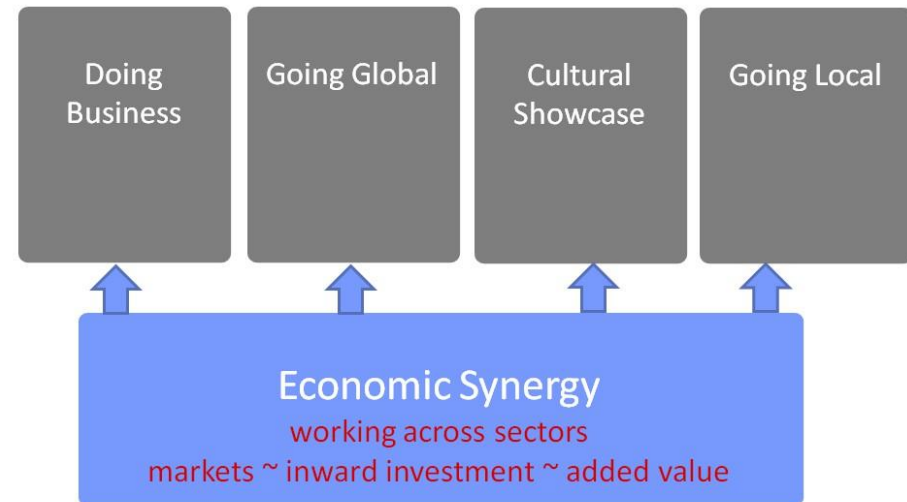 Doing
Business
Going Global
Cultural
Showcase
Going Local
Economic Synergy
working across sectors
markets ~ inward investment ~ added value